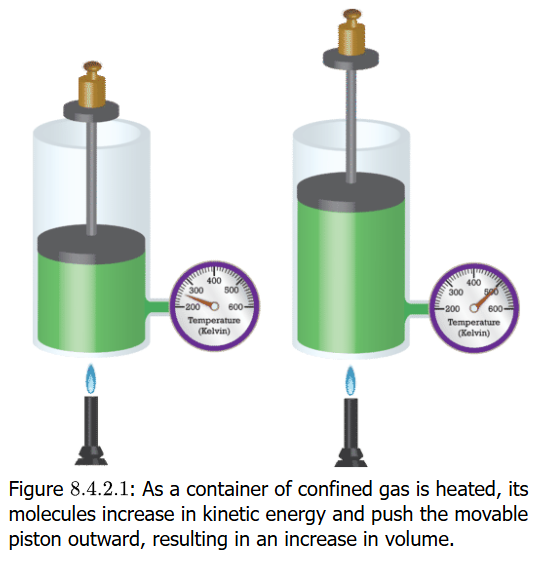 400
300 500
200 600
Temperature
(Kelvin)
400
300 500
200 600
Temperature
(Kelvin)
Figure 8.4.2.1: As a container of confined gas is heated, its
molecules increase in kinetic energy and push the movable
piston outward, resulting in an increase in volume.